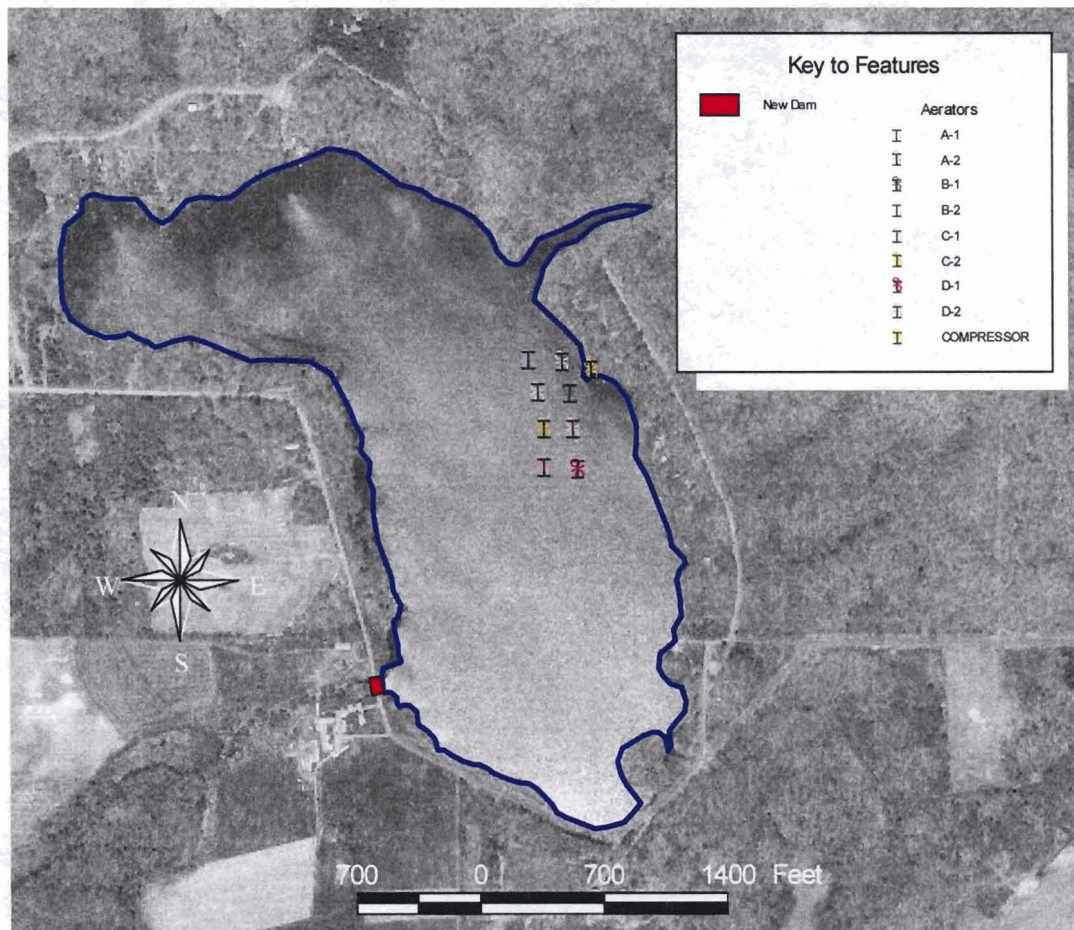 Key to Features
New Dam
Aerators
A-1
A-2
B-1
B-2
C-1
C-2
D-1
D-2
COMPRESSOR
N
W E
S
700 0 700 1400 Feet